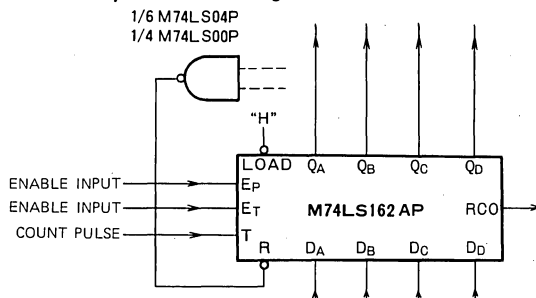 1/6 M74LS04P
1/4 M74LS00P
"H"
LOAD QA QB QC QD
ENABLE INPUT EP
ENABLE INPUT ET M74LS162AP RCO
COUNT PULSE T
R DA DB DC DD